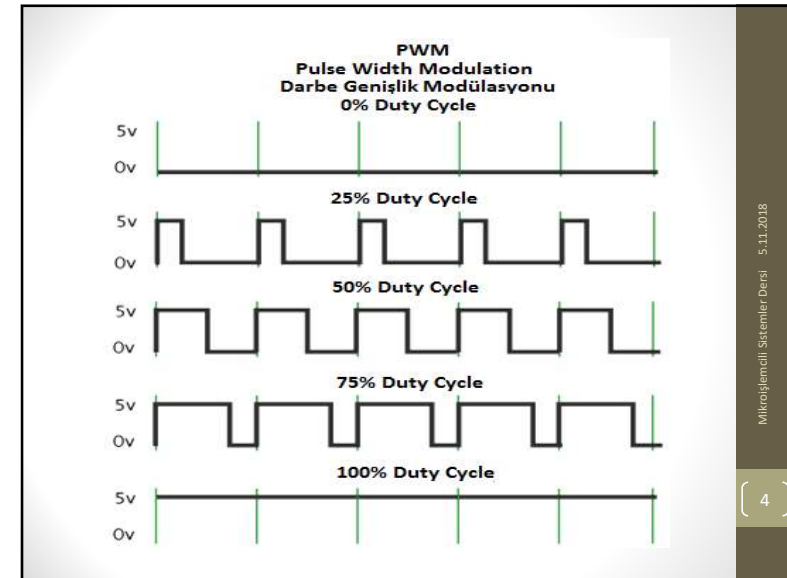 PWM
Pulse Width Modulation
Darbe Genişlik Modülasyonu
0% Duty Cycle
5v
0v
25% Duty Cycle
5v
0v
50% Duty Cycle
5v
0v
75% Duty Cycle
5v
0v
100% Duty Cycle
5v
0v
Mikroişlemcili Sistemler Dersi 5.11.2018
4